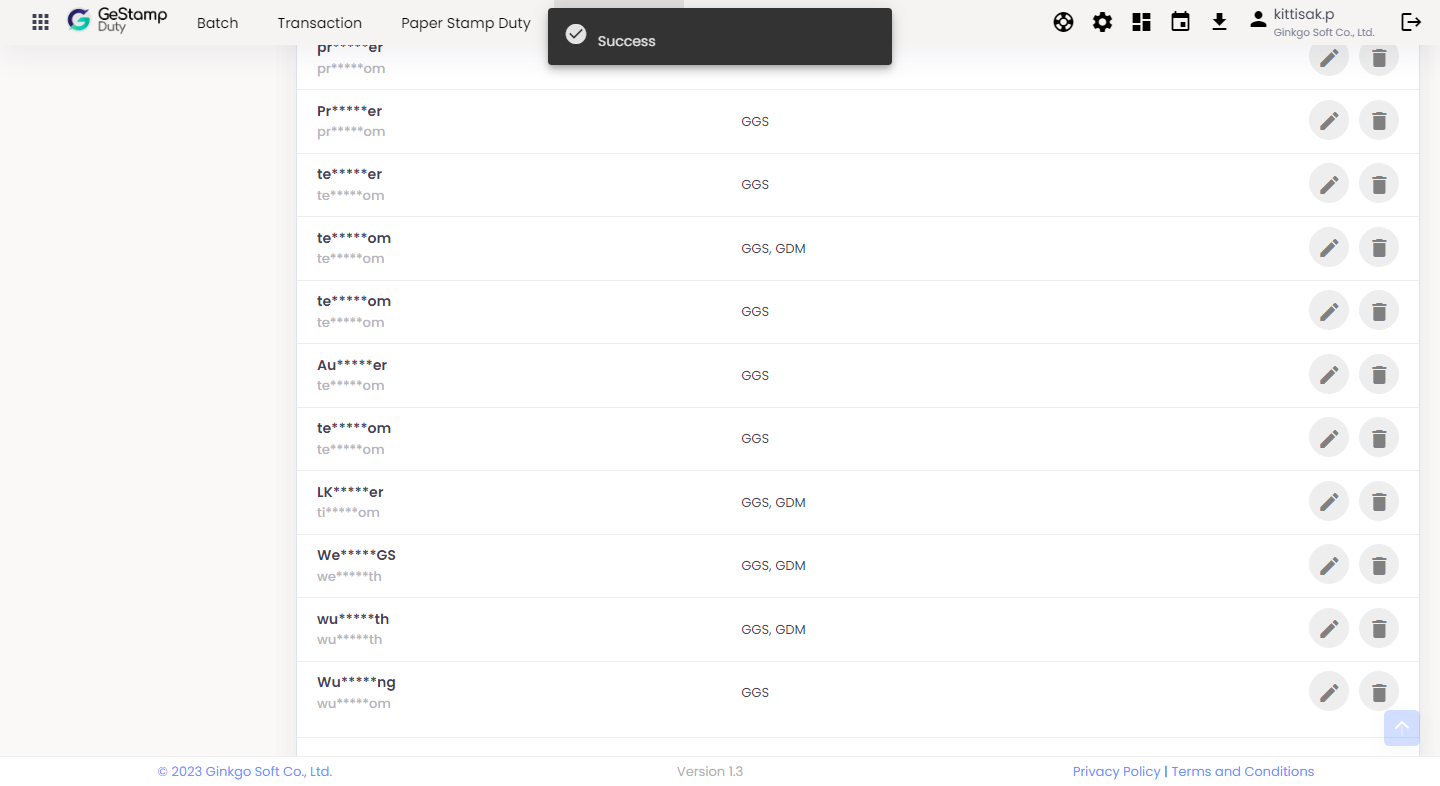 GeStamp
Duty
Batch
Transaction
Paper Stamp Duty
Success
kittisak.p
Ginkgo Soft Co., Ltd.
pr*****er
pr*****om
Pr*****er
pr*****om
GGS
te*****er
te*****om
GGS
te*****om
te*****om
GGS, GDM
te*****om
te*****om
GGS
Au*****er
te*****om
GGS
te*****om
te*****om
GGS
LK*****er
ti*****om
GGS, GDM
We*****GS
we*****th
GGS, GDM
wu*****th
wu*****th
GGS, GDM
Wu*****ng
wu*****om
GGS
© 2023 Ginkgo Soft Co., Ltd.
Version 1.3
Privacy Policy | Terms and Conditions